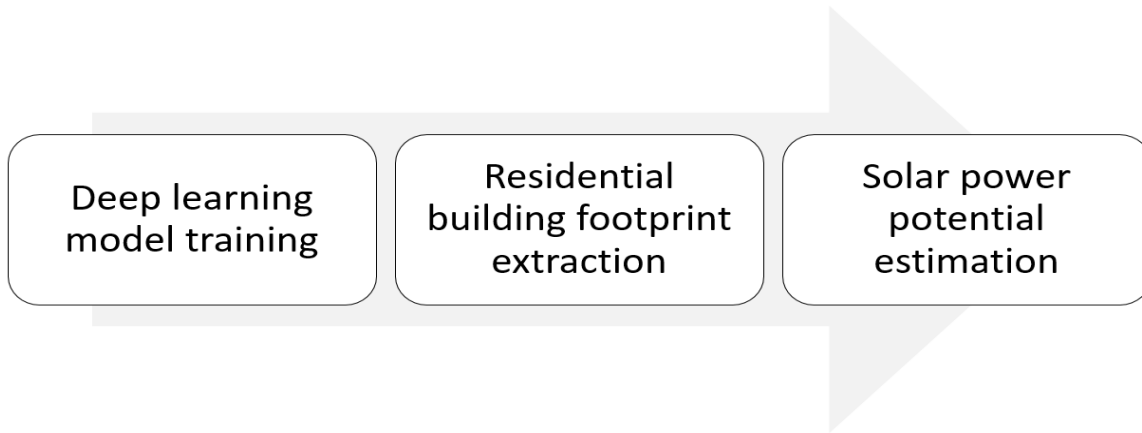 Deep learning
model training
Residential
building footprint
extraction
Solar power
potential
estimation